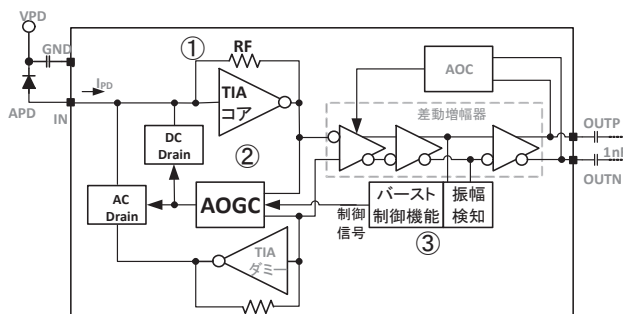 VPD
GND
APD
IPD
IN
①
RF
TIA
コア
DC
Drain
②
AC
Drain
AOGC
TIA
ダミー
AOC
差動増幅器
制御
信号
バースト
制御機能
振幅
検知
③
OUTP
1nF
OUTN